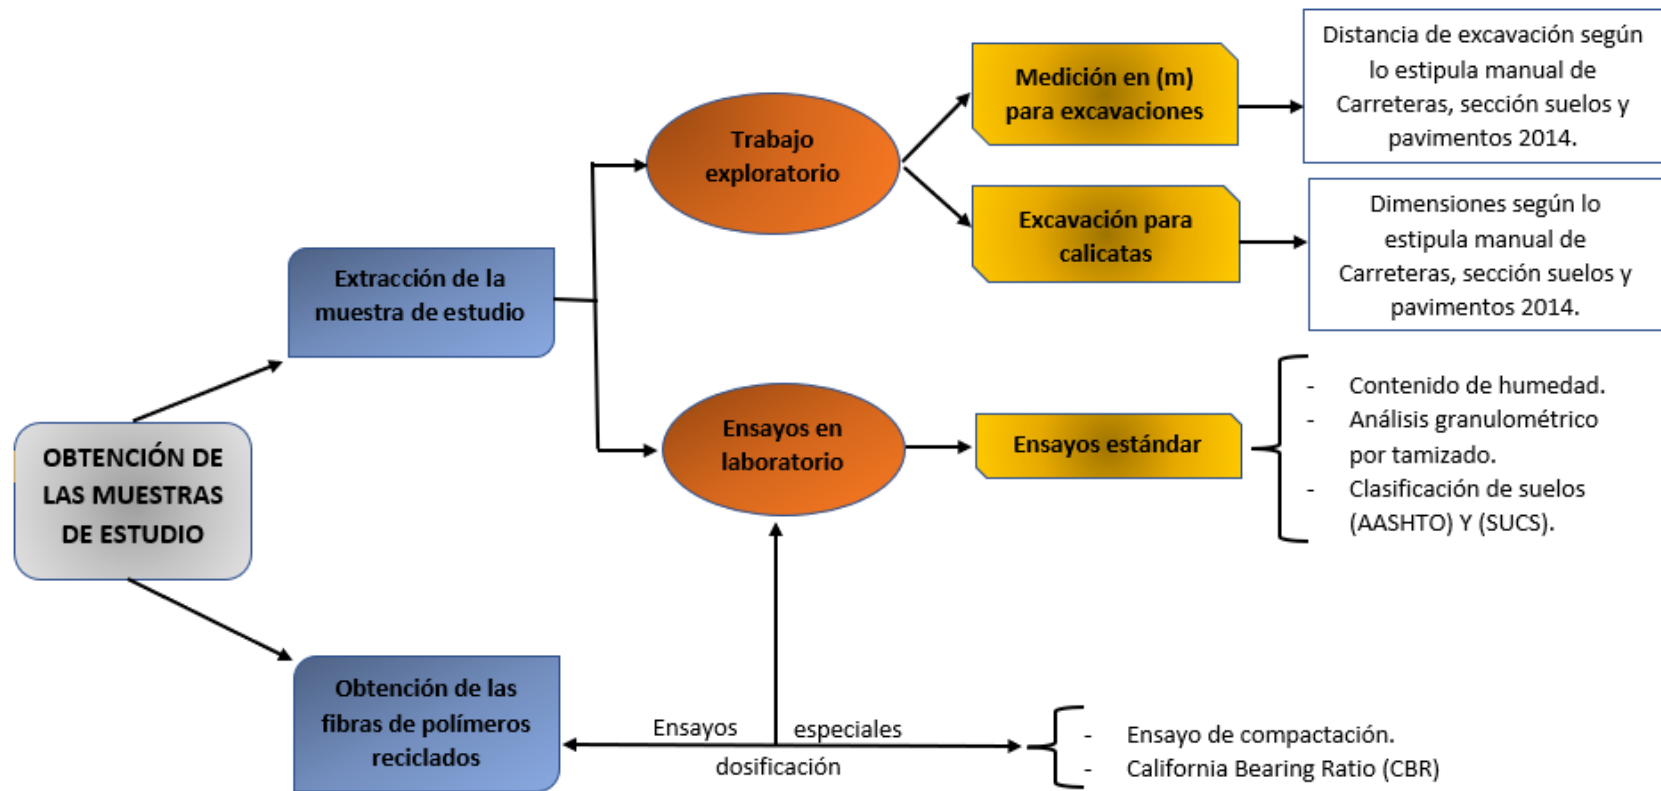 OBTENCIÓN DE
LAS MUESTRAS
DE ESTUDIO
Extracción de la
muestra de estudio
Trabajo
exploratorio
Medición en (m)
para excavaciones
Distancia de excavación según
lo estipula manual de
Carreteras, sección suelos y
pavimentos 2014.
Excavación para
calicatas
Dimensiones según lo
estipula manual de
Carreteras, sección suelos y
pavimentos 2014.
Ensayos en
laboratorio
Ensayos estándar
- Contenido de humedad.
- Análisis granulométrico
por tamizado.
- Clasificación de suelos
(AASHTO) Y (SUCS).
Obtención de las
fibras de polímeros
reciclados
Ensayos especiales
dosificación
- Ensayo de compactación.
- California Bearing Ratio (CBR)